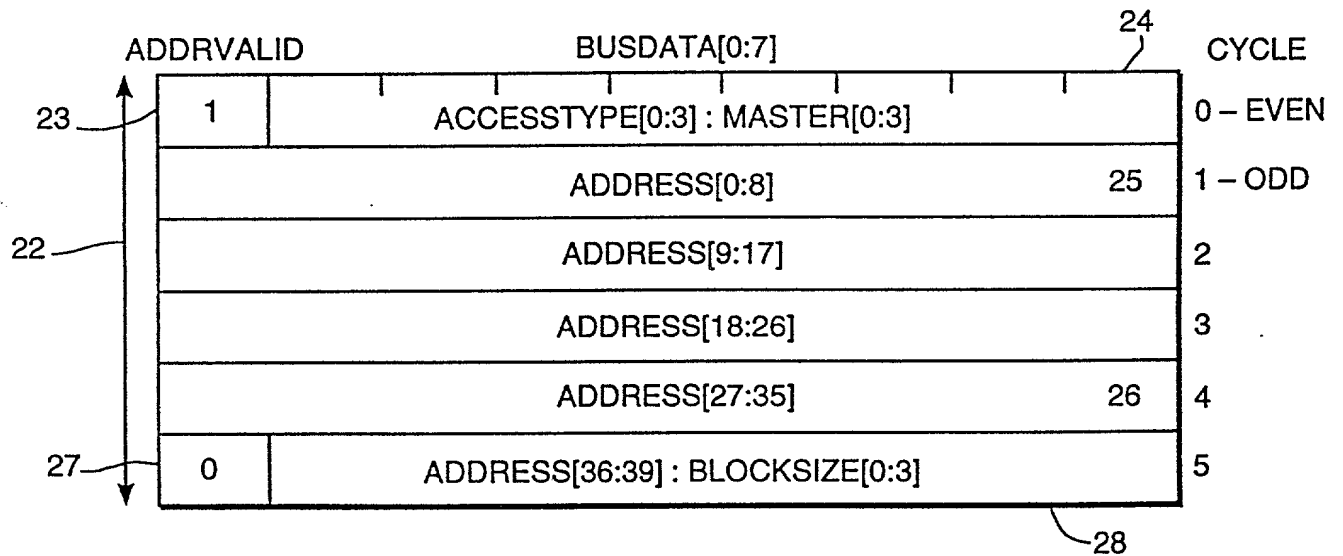 24
ADDRVALID BUSDATA[0:7] CYCLE
23 1 ACCESSTYPE[0:3] : MASTER[0:3] 0 – EVEN
ADDRESS[0:8] 25 1 – ODD
22 ADDRESS[9:17] 2
ADDRESS[18:26] 3
ADDRESS[27:35] 26 4
27 0 ADDRESS[36:39] : BLOCKSIZE[0:3] 5
28